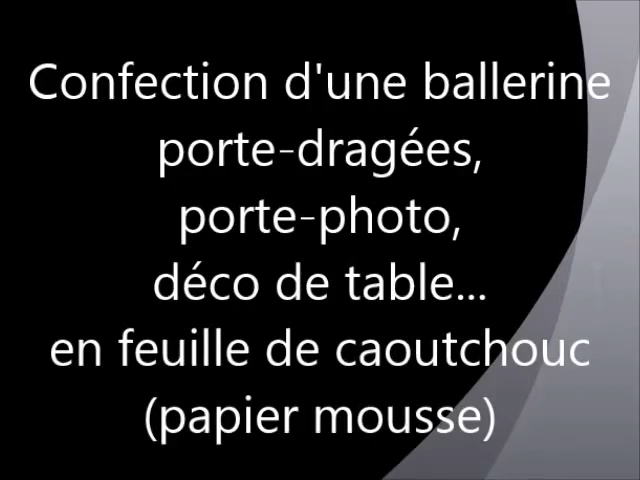 Confection d'une ballerine
porte-dragées,
porte-photo,
déco de table...
en feuille de caoutchouc
(papier mousse)